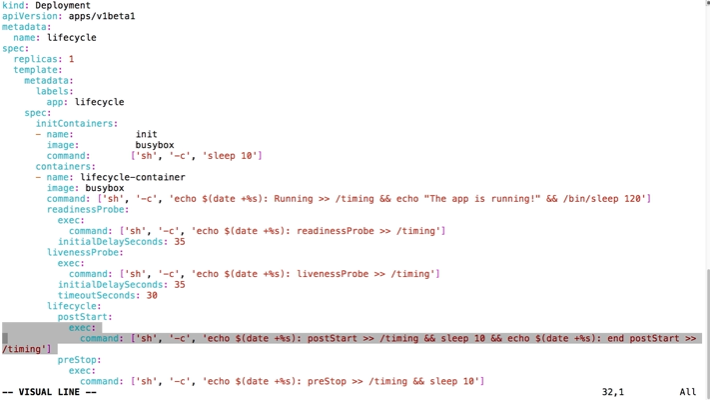 kind: Deployment
apiVersion: apps/v1beta1
metadata:
  name: lifecycle
spec:
  replicas: 1
  template:
    metadata:
      labels:
        app: lifecycle
    spec:
      initContainers:
      - name:           init
        image:          busybox
        command:        ['sh', '-c', 'sleep 10']
      containers:
      - name: lifecycle-container
        image: busybox
        command: ['sh', '-c', 'echo $(date +%s): Running >> /timing && echo "The app is running!" && /bin/sleep 120']
        readinessProbe:
          exec:
            command: ['sh', '-c', 'echo $(date +%s): readinessProbe >> /timing']
          initialDelaySeconds: 35
        livenessProbe:
          exec:
            command: ['sh', '-c', 'echo $(date +%s): livenessProbe >> /timing']
          initialDelaySeconds: 35
          timeoutSeconds: 30
        lifecycle:
          postStart:
            exec:
              command: ['sh', '-c', 'echo $(date +%s): postStart >> /timing && sleep 10 && echo $(date +%s): end postStart >>
/timing']
          preStop:
            exec:
              command: ['sh', '-c', 'echo $(date +%s): preStop >> /timing && sleep 10']
-- VISUAL LINE -- 32,1 All